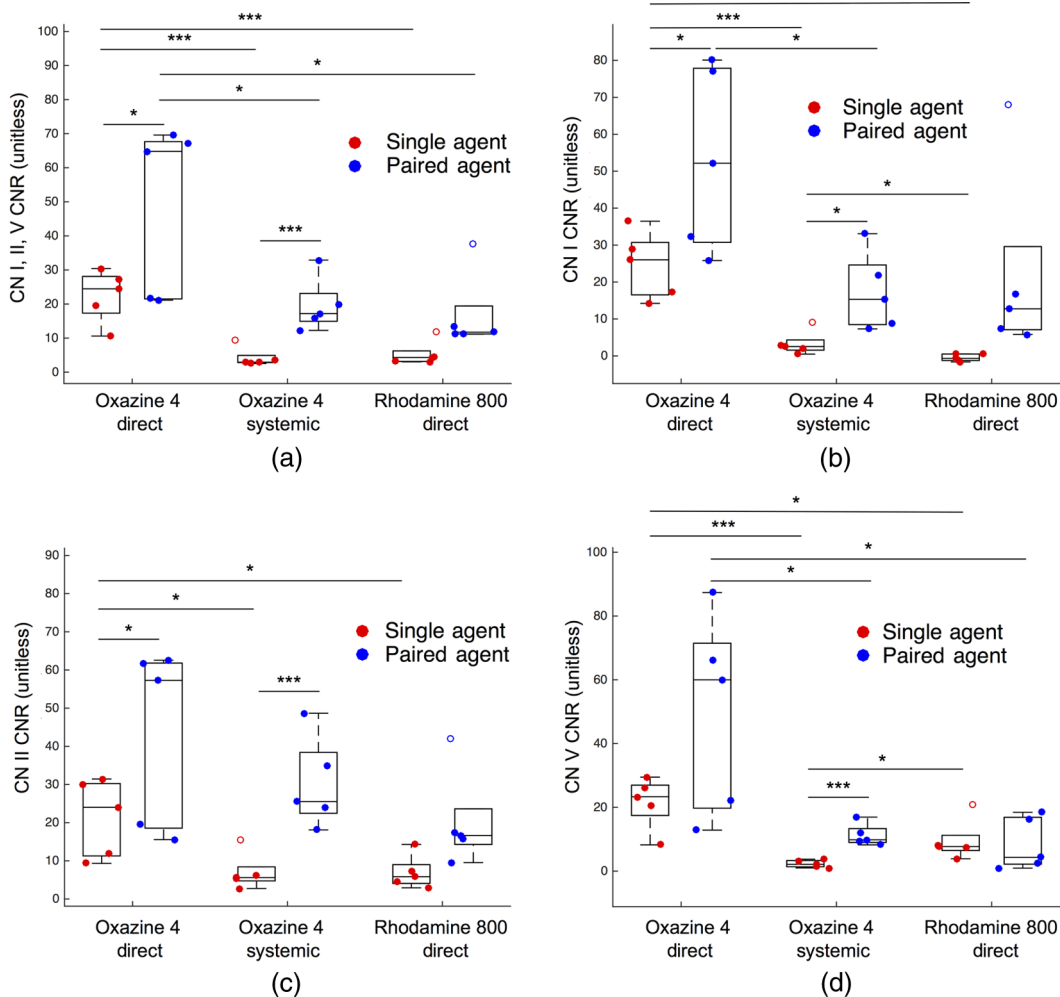 ***
***
*
*
*
***
100
90
80
70
60
50
40
30
20
10
0
CN I, II, V CNR (unitless)
Single agent
Paired agent
Oxazine 4
direct
Oxazine 4
systemic
Rhodamine 800
direct
(a)
***
*
*
*
*
80
70
60
50
40
30
20
10
0
CN I CNR (unitless)
Single agent
Paired agent
Oxazine 4
direct
Oxazine 4
systemic
Rhodamine 800
direct
(b)
*
*
*
***
90
80
70
60
50
40
30
20
10
0
CN II CNR (unitless)
Single agent
Paired agent
Oxazine 4
direct
Oxazine 4
systemic
Rhodamine 800
direct
(c)
*
***
*
*
*
***
100
80
60
40
20
0
CN V CNR (unitless)
Single agent
Paired agent
Oxazine 4
direct
Oxazine 4
systemic
Rhodamine 800
direct
(d)